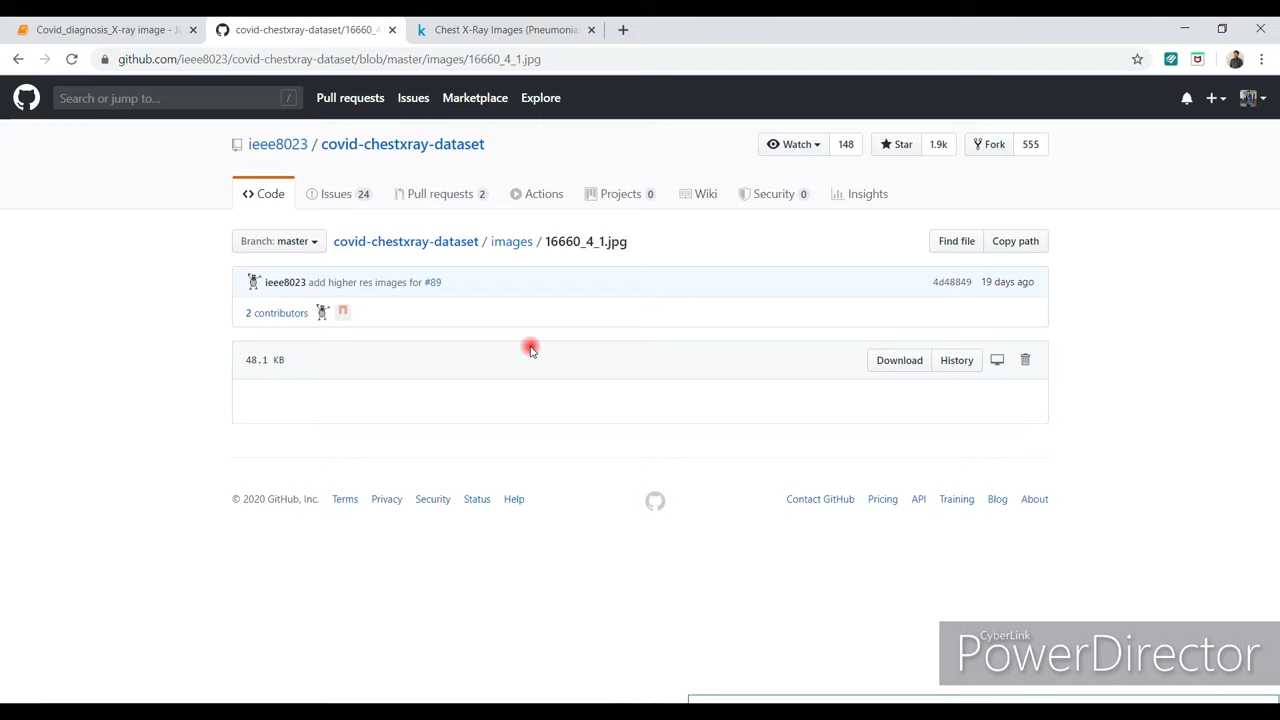 Covid_diagnosis_X-ray image - J
covid-chestxray-dataset/16660_4
Chest X-Ray Images (Pneumonia
github.com/ieee8023/covid-chestxray-dataset/blob/master/images/16660_4_1.jpg
Search or jump to... / Pull requests Issues Marketplace Explore
ieee8023 / covid-chestxray-dataset Watch 148 Star 1.9k Fork 555
Code Issues 24 Pull requests 2 Actions Projects 0 Wiki Security 0 Insights
Branch: master covid-chestxray-dataset / images / 16660_4_1.jpg Find file Copy path
ieee8023 add higher res images for #89 4d48849 19 days ago
2 contributors
48.1 KB Download History
© 2020 GitHub, Inc. Terms Privacy Security Status Help Contact GitHub Pricing API Training Blog About
CyberLink
PowerDirector